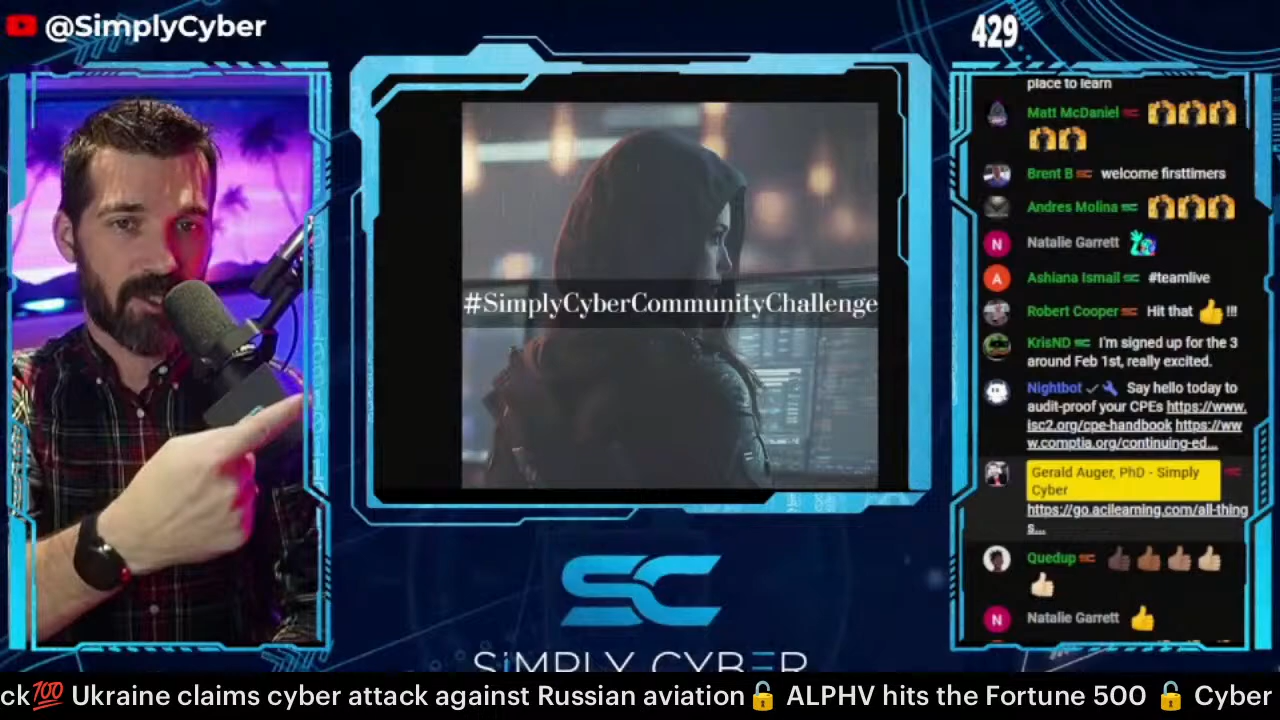 @SimplyCyber
429
#SimplyCyberCommunityChallenge
place to learn
Matt McDaniel
Brent B welcome firsttimers
Andres Molina
N Natalie Garrett
A Ashiana Ismail #teamlive
Robert Cooper Hit that 👍 !!!
KrisND I'm signed up for the 3
around Feb 1st, really excited.
Nightbot Say hello today to
audit-proof your CPEs https://www.
isc2.org/cpe-handbook https://ww
w.comptia.org/continuing-ed...
Gerald Auger, PhD - Simply
Cyber
https://go.acilearning.com/all-thing
s...
Quedup
N Natalie Garrett 👍
SC
SiMPLY CYBER
ck💯 Ukraine claims cyber attack against Russian aviation🔓 ALPHV hits the Fortune 500 🔓 Cyber